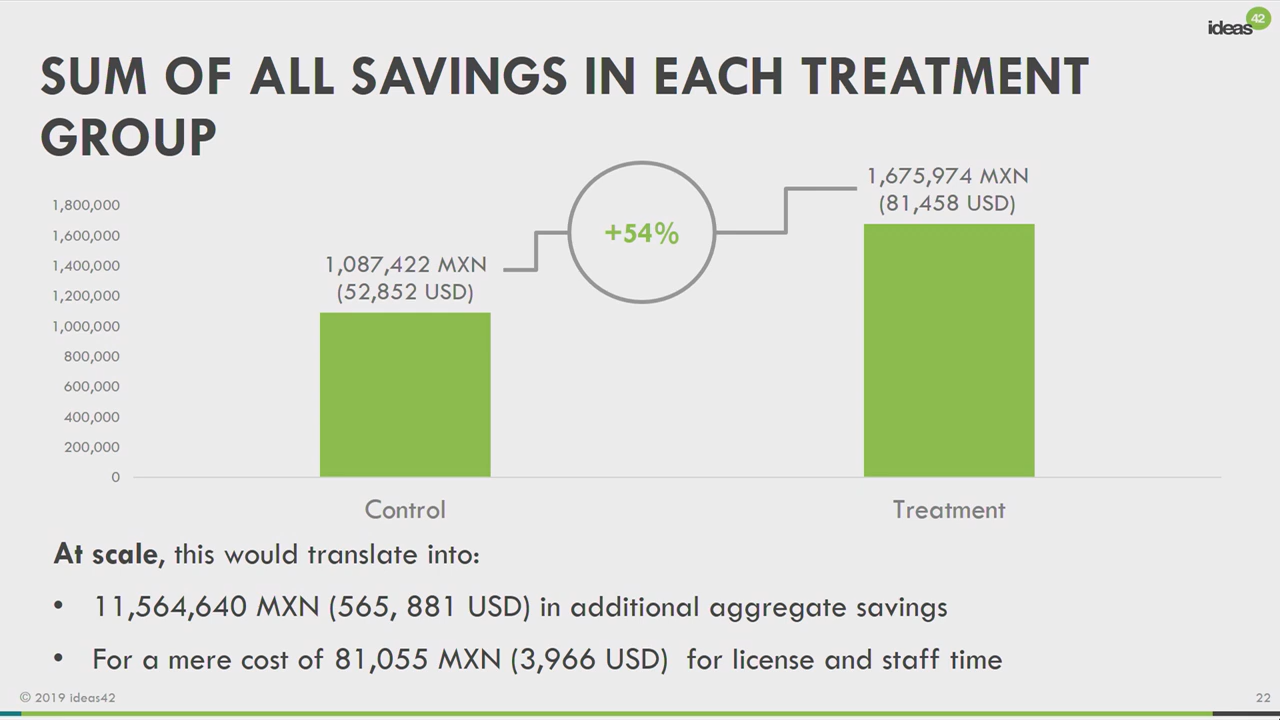 ideas42
SUM OF ALL SAVINGS IN EACH TREATMENT
GROUP
1,800,000
1,600,000
1,400,000
1,200,000
1,000,000
800,000
600,000
400,000
200,000
0
1,087,422 MXN
(52,852 USD)
+54%
1,675,974 MXN
(81,458 USD)
Control
Treatment
At scale, this would translate into:
• 11,564,640 MXN (565, 881 USD) in additional aggregate savings
• For a mere cost of 81,055 MXN (3,966 USD)  for license and staff time
© 2019 ideas42
22